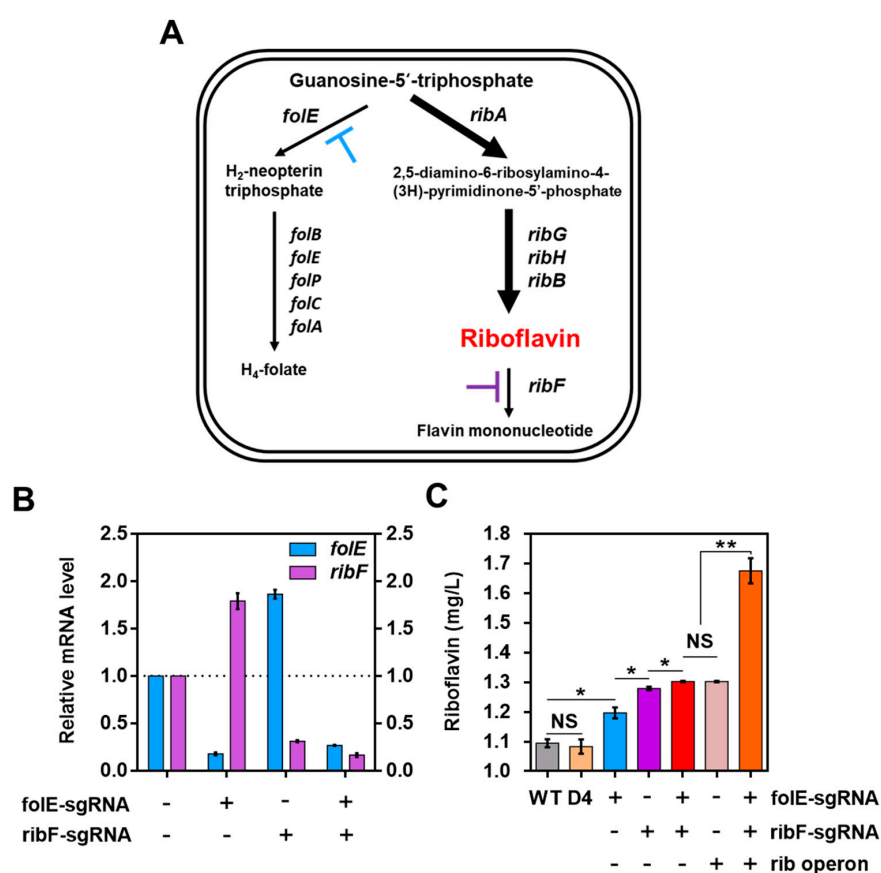 A
Guanosine-5′-triphosphate
folE
ribA
H2-neopterin
triphosphate
2,5-diamino-6-ribosylamino-4-
(3H)-pyrimidinone-5'-phosphate
folB
folE
folP
folC
folA
ribG
ribH
ribB
Riboflavin
H4-folate
ribF
Flavin mononucleotide
B
Relative mRNA level
2.5
2.0
1.5
1.0
0.5
0.0
folE
ribF
2.5
2.0
1.5
1.0
0.5
0.0
folE-sgRNA - + - +
ribF-sgRNA - - + +
C
Riboflavin (mg/L)
1.8
1.7
1.6
1.5
1.4
1.3
1.2
1.1
1.0
NS
*
*
*
NS
**
WT D4 + - + - + folE-sgRNA
- + + - + ribF-sgRNA
- - - + + rib operon